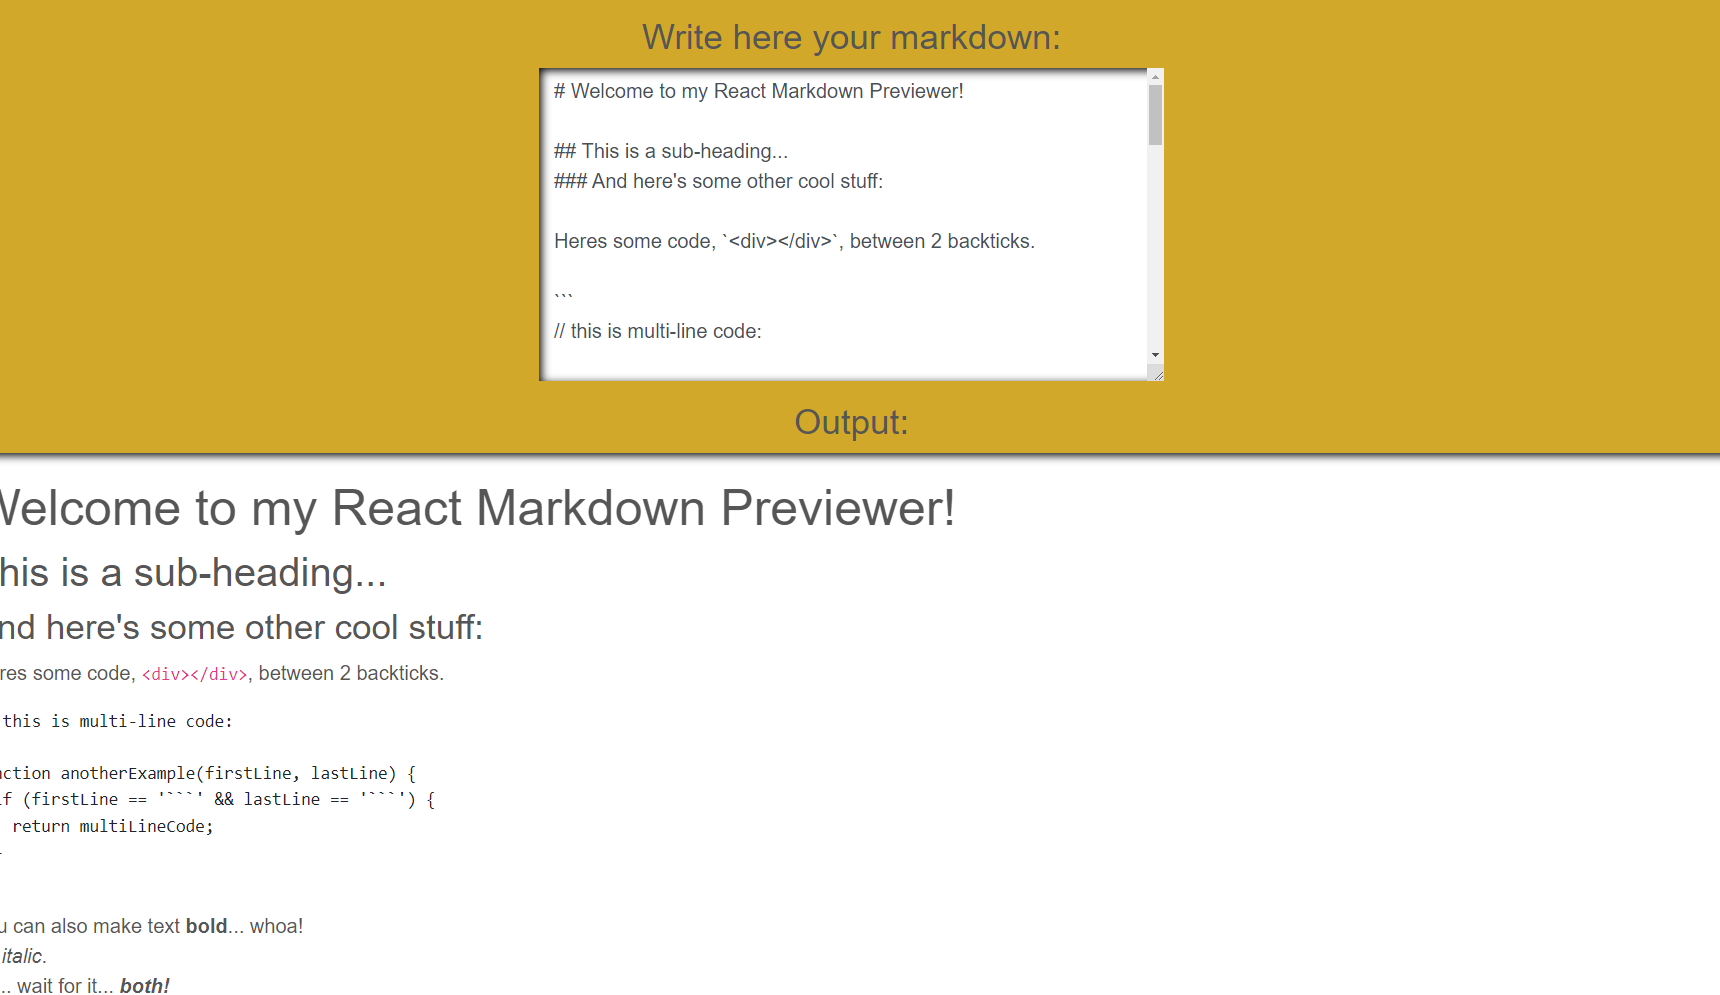 Write here your markdown:
# Welcome to my React Markdown Previewer!
## This is a sub-heading...
### And here's some other cool stuff:
Heres some code, `<div></div>`, between 2 backticks.
```
// this is multi-line code:
Output:
Welcome to my React Markdown Previewer!
his is a sub-heading...
nd here's some other cool stuff:
res some code, <div></div>, between 2 backticks.
this is multi-line code:
nction anotherExample(firstLine, lastLine) {
if (firstLine == '```' && lastLine == '```') {
return multiLineCode;
u can also make text bold... whoa!
italic.
... wait for it... both!